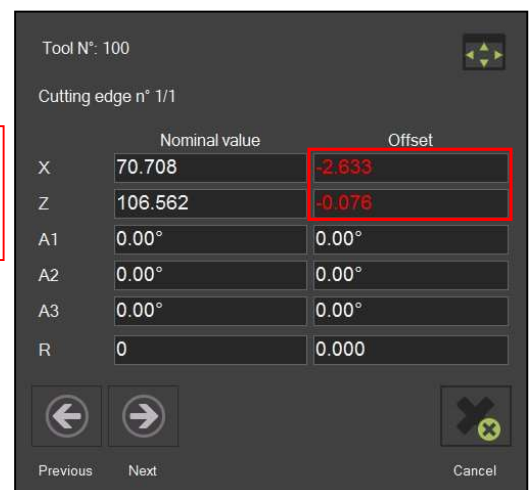 Tool N°: 100
Cutting edge n° 1/1
Nominal value Offset
X 70.708 -2.633
Z 106.562 -0.076
A1 0.00° 0.00°
A2 0.00° 0.00°
A3 0.00° 0.00°
R 0 0.000
Previous Next Cancel